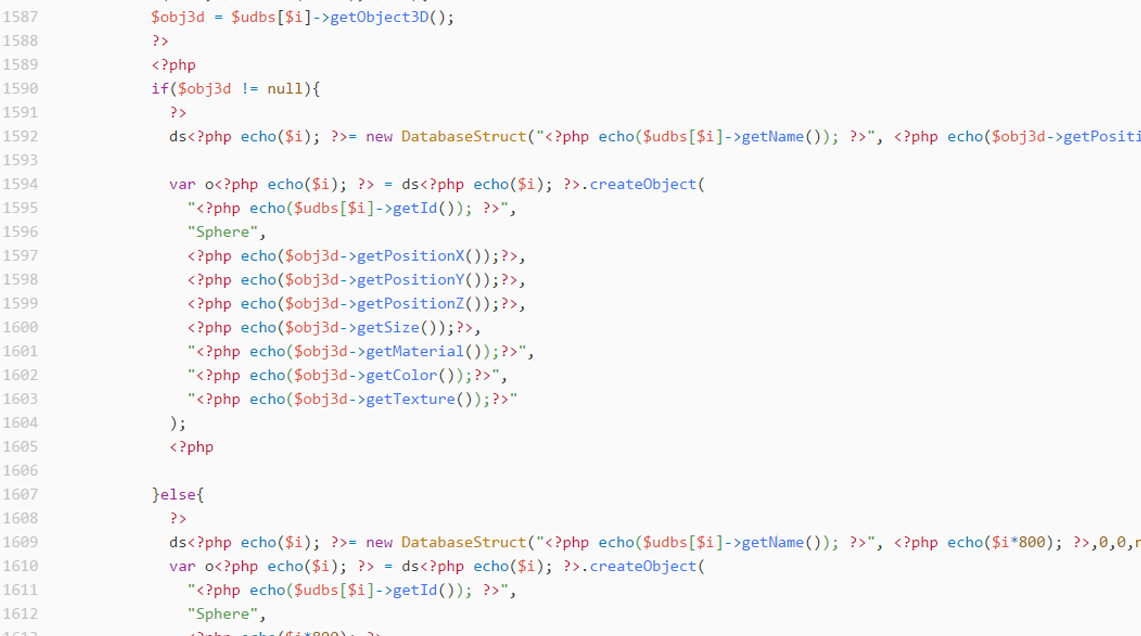 1587 $obj3d = $udbs[$i]->getObject3D();
1588 ?>
1589 <?php
1590 if($obj3d != null){
1591 ?>
1592 ds<?php echo($i); ?>= new DatabaseStruct("<?php echo($udbs[$i]->getName()); ?>", <?php echo($obj3d->getPositi
1593
1594 var o<?php echo($i); ?> = ds<?php echo($i); ?>.createObject(
1595 "<?php echo($udbs[$i]->getId()); ?>",
1596 "Sphere",
1597 <?php echo($obj3d->getPositionX());?>,
1598 <?php echo($obj3d->getPositionY());?>,
1599 <?php echo($obj3d->getPositionZ());?>,
1600 <?php echo($obj3d->getSize());?>,
1601 "<?php echo($obj3d->getMaterial());?>",
1602 "<?php echo($obj3d->getColor());?>",
1603 "<?php echo($obj3d->getTexture());?>"
1604 );
1605 <?php
1606
1607 }else{
1608 ?>
1609 ds<?php echo($i); ?>= new DatabaseStruct("<?php echo($udbs[$i]->getName()); ?>", <?php echo($i*800); ?>,0,0,
1610 var o<?php echo($i); ?> = ds<?php echo($i); ?>.createObject(
1611 "<?php echo($udbs[$i]->getId()); ?>",
1612 "Sphere",